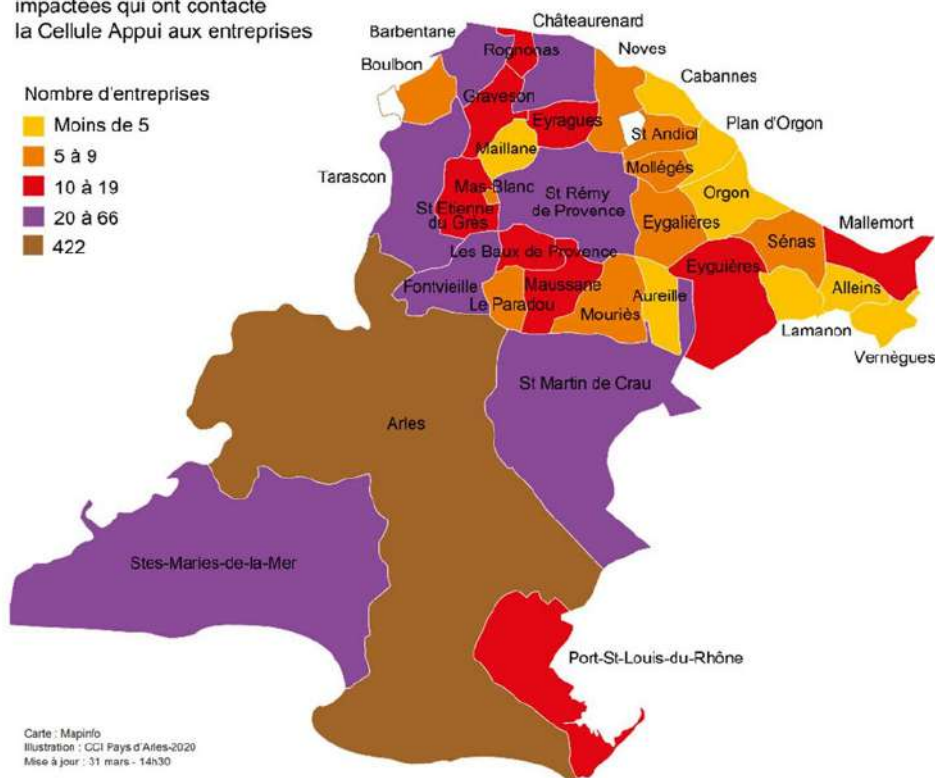 impactées qui ont contacté
la Cellule Appui aux entreprises
Nombre d'entreprises
Moins de 5
5 à 9
10 à 19
20 à 66
422
Châteaurenard
Barbentane
Rognonas
Noves
Boulbon
Cabannes
Graveson
Eyragues
St Andiol
Plan d'Orgon
Maillane
Mollégés
Tarascon
Mas-Blanc
St Rémy
de Provence
Orgon
St Etienne
du Grès
Eygalières
Mallemort
Sénas
Les Baux de Provence
Eyguières
Fontvieille
Maussane
Aureille
Alleins
Le Paradou
Mouriès
Lamanon
Vernègues
St Martin de Crau
Arles
Stes-Maries-de-la-Mer
Port-St-Louis-du-Rhône
Carte : Mapinfo
Illustration : CCI Pays d'Arles-2020
Mise à jour : 31 mars - 14h30